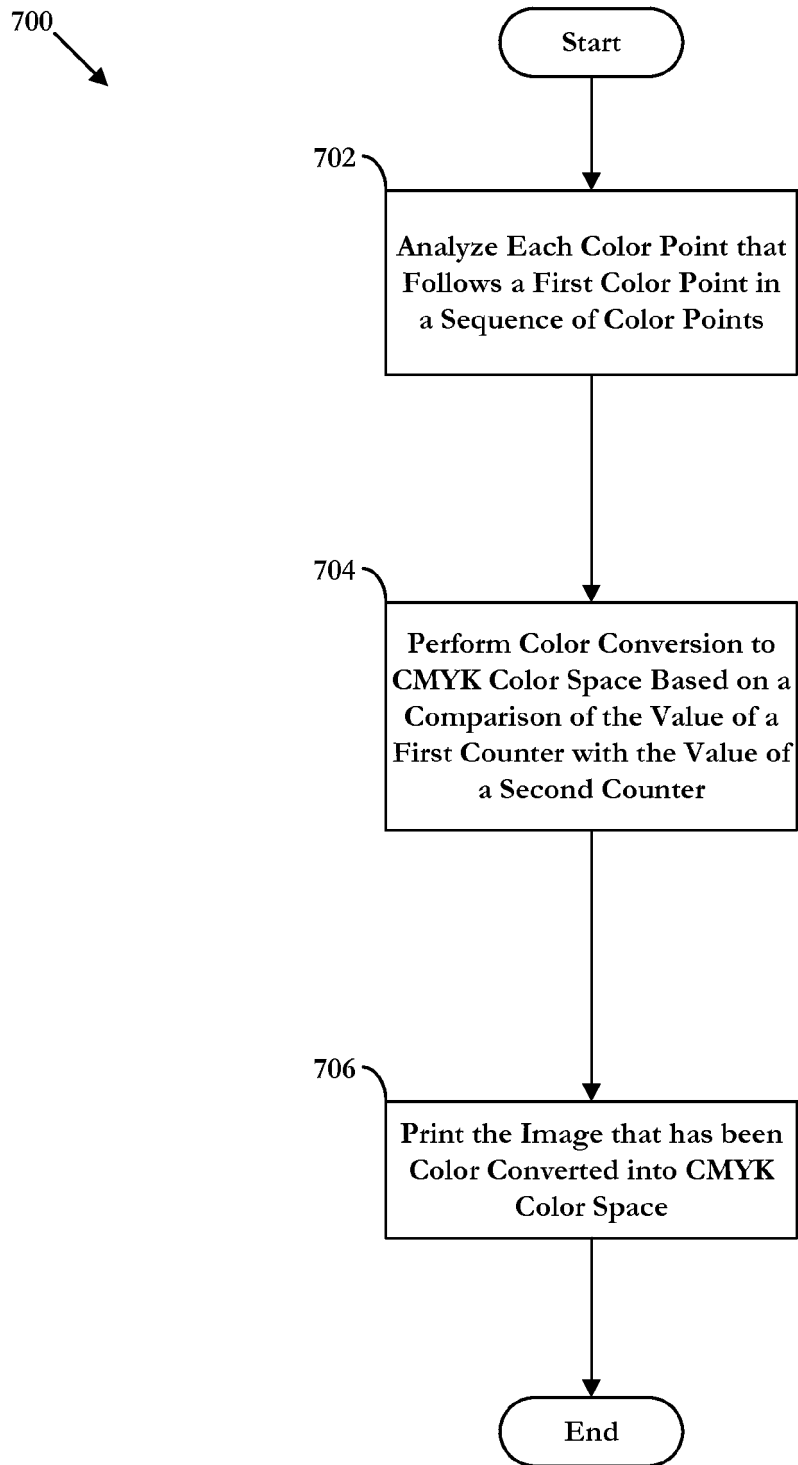 700
Start
702
Analyze Each Color Point that
Follows a First Color Point in
a Sequence of Color Points
704
Perform Color Conversion to
CMYK Color Space Based on a
Comparison of the Value of a
First Counter with the Value of
a Second Counter
706
Print the Image that has been
Color Converted into CMYK
Color Space
End